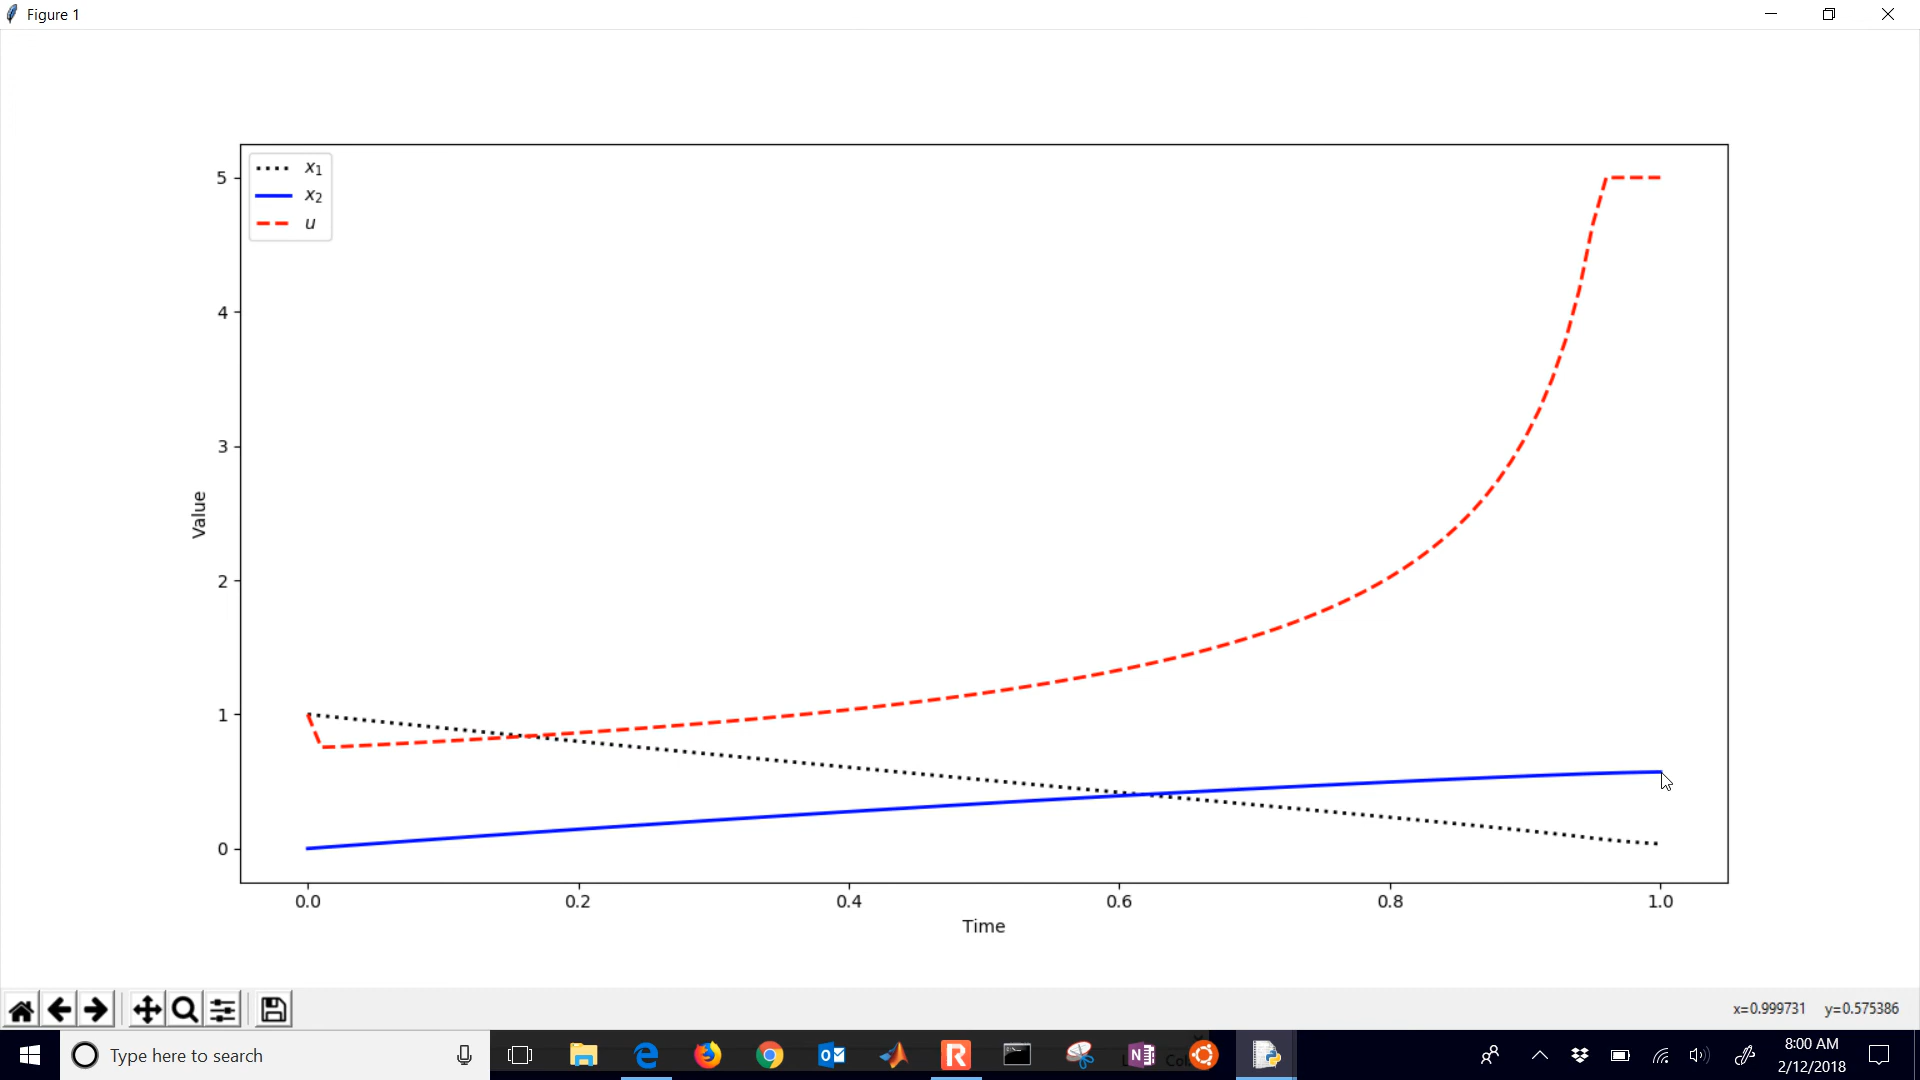 Figure 1
x₁
x₂
u
5
4
3
2
1
0
Value
0.0 0.2 0.4 0.6 0.8 1.0
Time
x=0.999731 y=0.575386
Type here to search
8:00 AM
2/12/2018